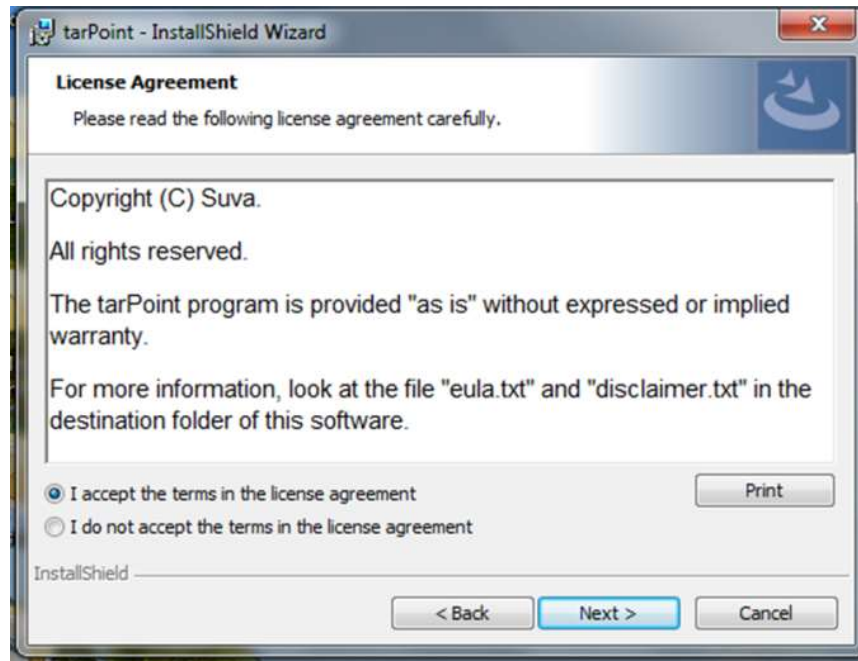 tarPoint - InstallShield Wizard
License Agreement
Please read the following license agreement carefully.
Copyright (C) Suva.
All rights reserved.
The tarPoint program is provided "as is" without expressed or implied
warranty.
For more information, look at the file "eula.txt" and "disclaimer.txt" in the
destination folder of this software.
I accept the terms in the license agreement
Print
I do not accept the terms in the license agreement
InstallShield
< Back
Next >
Cancel